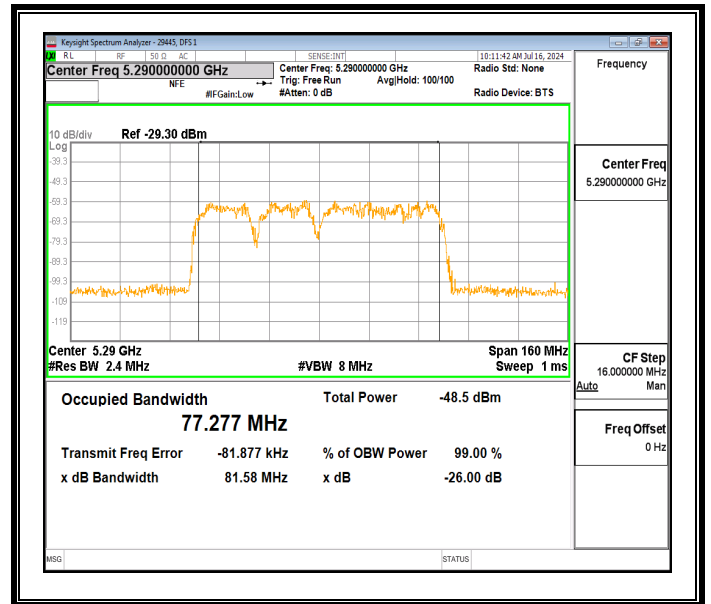 Keysight Spectrum Analyzer - 29445, DFS 1
RL RF 50 Ω AC SENSE:INT 10:11:42 AM Jul 16, 2024
Center Freq 5.290000000 GHz Center Freq: 5.290000000 GHz Radio Std: None
NFE Trig: Free Run Avg|Hold: 100/100
#IFGain:Low #Atten: 0 dB Radio Device: BTS
10 dB/div Ref -29.30 dBm
Log
-39.3
-49.3
-59.3
-69.3
-79.3
-89.3
-99.3
-109
-119
Center 5.29 GHz Span 160 MHz
#Res BW 2.4 MHz #VBW 8 MHz Sweep 1 ms
Occupied Bandwidth Total Power -48.5 dBm
77.277 MHz
Transmit Freq Error -81.877 kHz % of OBW Power 99.00 %
x dB Bandwidth 81.58 MHz x dB -26.00 dB
MSG STATUS
Frequency
Center Freq
5.290000000 GHz
CF Step
16.000000 MHz
Auto Man
Freq Offset
0 Hz